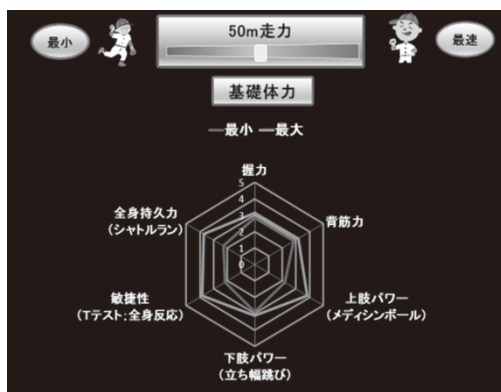 最小
50m走力
最速
基礎体力
最小 最大
握力
背筋力
上肢パワー
(メディシンボール)
下肢パワー
(立ち幅跳び)
敏捷性
(Tテスト;全身反応)
全身持久力
(シャトルラン)
5
4
3
2
1
0